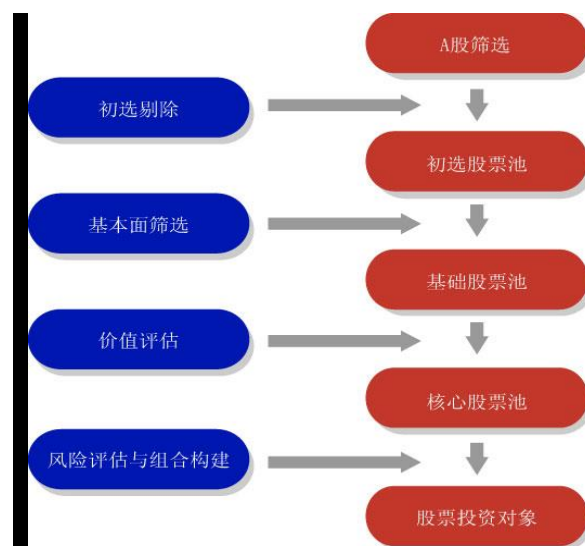 A股筛选
初选剔除
初选股票池
基本面筛选
基础股票池
价值评估
核心股票池
风险评估与组合构建
股票投资对象